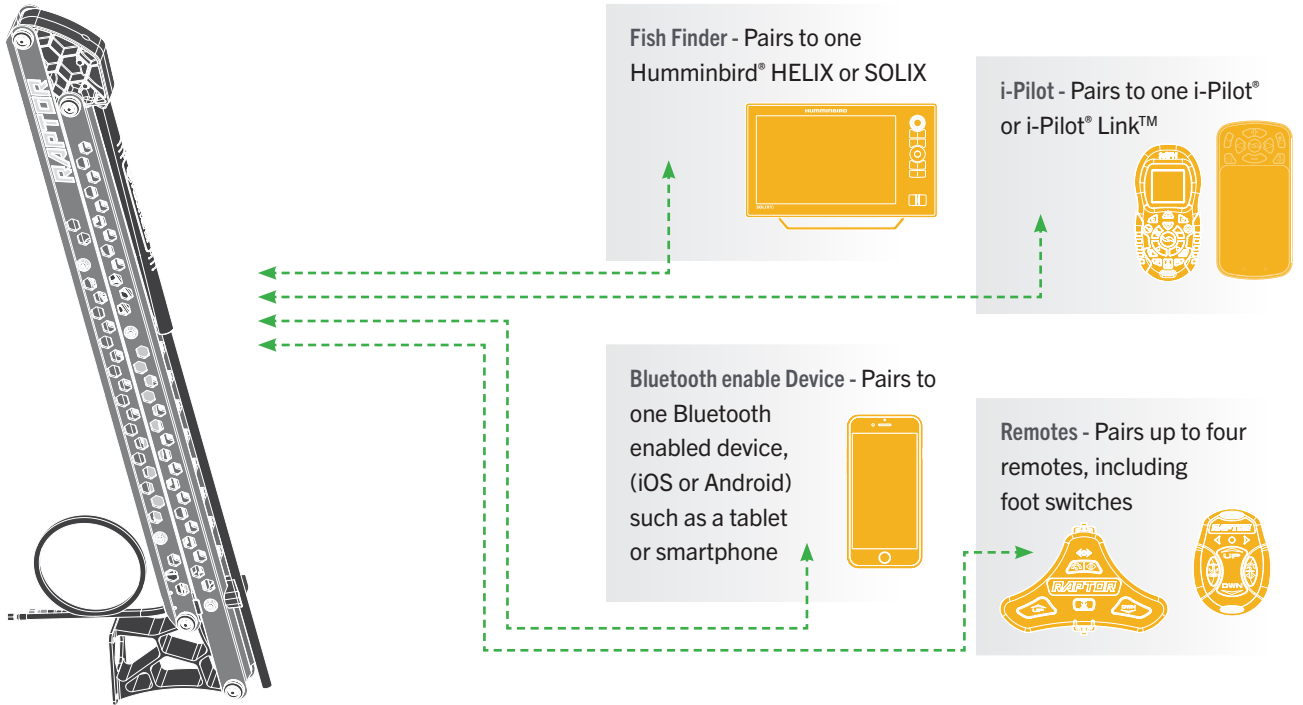 RAPTOR
Fish Finder - Pairs to one
Humminbird® HELIX or SOLIX
HUMMINBIRD
i-Pilot - Pairs to one i-Pilot®
or i-Pilot® Link™
Bluetooth enable Device - Pairs to
one Bluetooth
enabled device,
(iOS or Android)
such as a tablet
or smartphone
Remotes - Pairs up to four
remotes, including
foot switches
RAPTOR
RAPTOR
UP
DWN